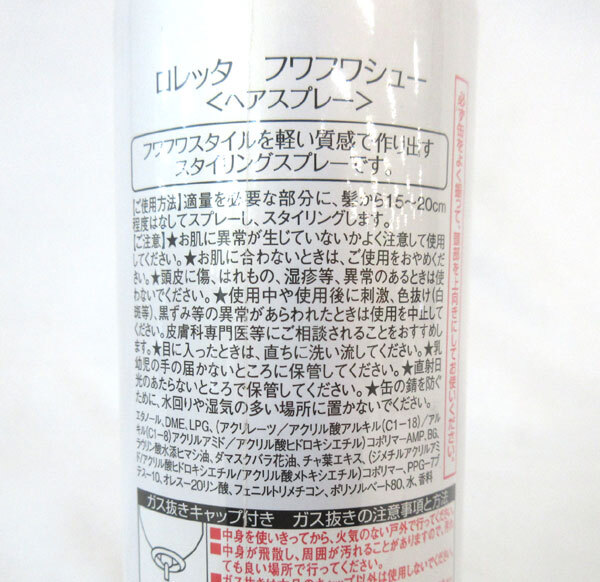 ロレッタ フワフワシュー
<ヘアスプレー>
フワフワスタイルを軽い質感で作り出す
スタイリングスプレーです。
【ご使用方法】適量を必要な部分に、髪から15〜20cm
程度はなしてスプレーし、スタイリングします。
【ご注意】★お肌に異常が生じていないかよく注意して使用
してください。★お肌に合わないときは、ご使用をおやめくだ
さい。★頭皮に傷、はれもの、湿疹等、異常のあるときは使
わないでください。★使用中や使用後に刺激、色抜け(白
斑等)、黒ずみ等の異常があらわれたときは使用を中止して
ください。皮膚科専門医等にご相談されることをおすすめし
ます。★目に入ったときは、直ちに洗い流してください。★乳
幼児の手の届かないところに保管してください。★直射日
光のあたらないところで保管してください。★缶の錆を防ぐ
ために、水回りや湿気の多い場所に置かないでください。
エタノール、DME、LPG、(アクリレーツ/アクリル酸アルキル(C1-18)/アル
キル(C1-8)アクリルアミド/アクリル酸ヒドロキシエチル)コポリマーAMP、BG、
ラウリン酸水添ヒマシ油、ダマスクバラ花油、チャ葉エキス、(ジメチルアクリルアミ
ド/アクリル酸ヒドロキシエチル/アクリル酸メトキシエチル)コポリマー、PPG-7ブ
テス-10、オレス-20リン酸、フェニルトリメチコン、ポリソルベート80、水、香料
必ず缶をよく振って、頭部を上向きにしてお使いください。
ガス抜きキャップ付き ガス抜きの注意事項と方法
■中身を使いきってから、火気のない戸外で行ってください。
■中身が飛散し、周囲が汚れることがありますので、汚れ
ても良い場所で行ってください。